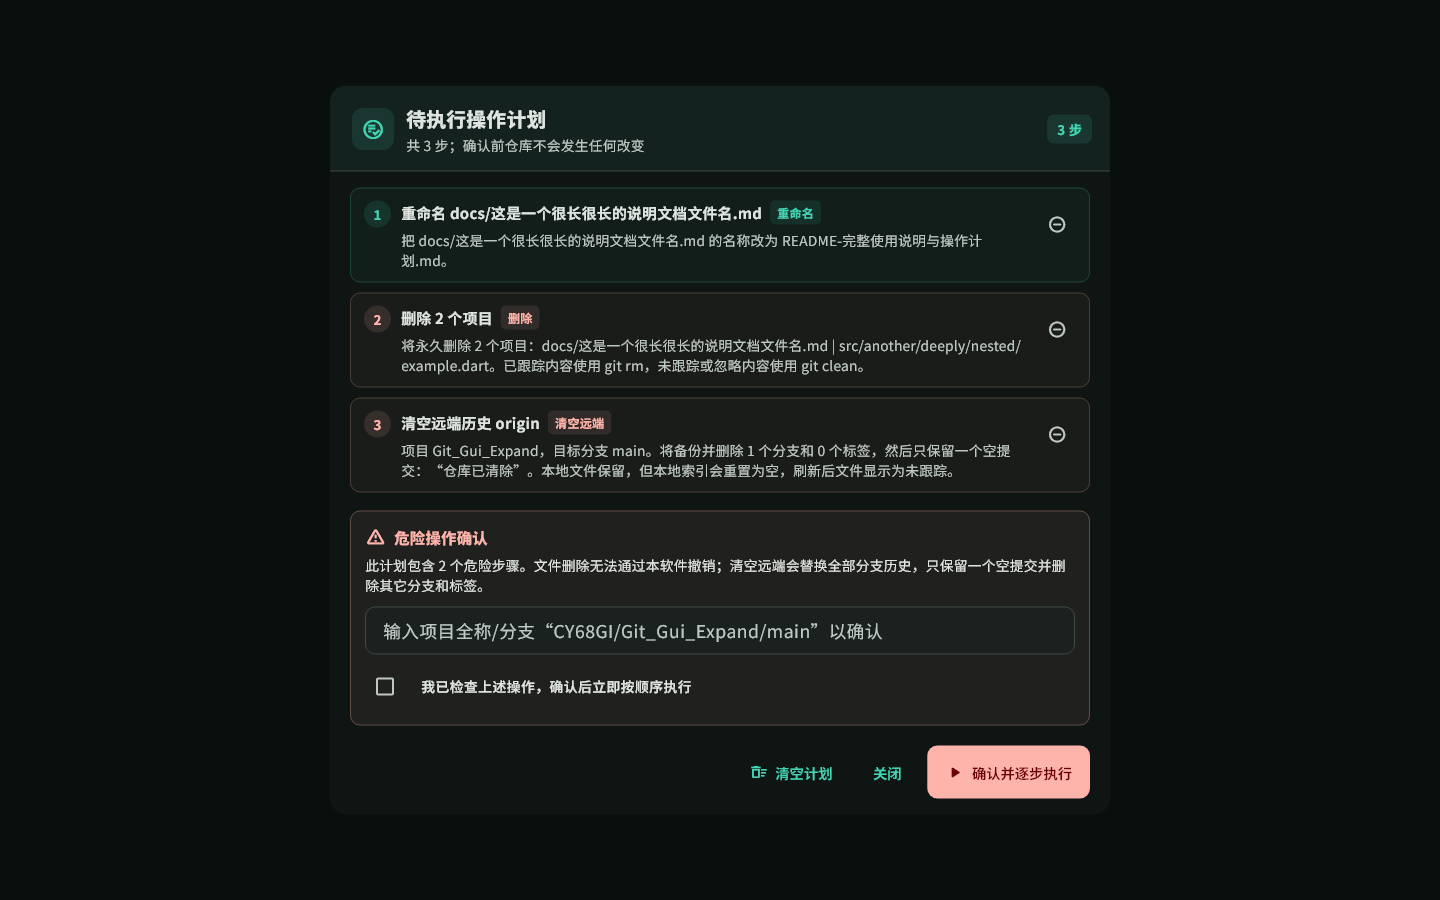 待执行操作计划
共 3 步；确认前仓库不会发生任何改变
3 步
1
重命名 docs/这是一个很长很长的说明文档文件名.md
重命名
把 docs/这是一个很长很长的说明文档文件名.md 的名称改为 README-完整使用说明与操作计
划.md。
2
删除 2 个项目
删除
将永久删除 2 个项目：docs/这是一个很长很长的说明文档文件名.md | src/another/deeply/nested/
example.dart。已跟踪内容使用 git rm，未跟踪或忽略内容使用 git clean。
3
清空远端历史 origin
清空远端
项目 Git_Gui_Expand，目标分支 main。将备份并删除 1 个分支和 0 个标签，然后只保留一个空提
交：“仓库已清除”。本地文件保留，但本地索引会重置为空，刷新后文件显示为未跟踪。
危险操作确认
此计划包含 2 个危险步骤。文件删除无法通过本软件撤销；清空远端会替换全部分支历史，只保留一个空提交并删
除其它分支和标签。
输入项目全称/分支“CY68GI/Git_Gui_Expand/main”以确认
我已检查上述操作，确认后立即按顺序执行
清空计划
关闭
确认并逐步执行